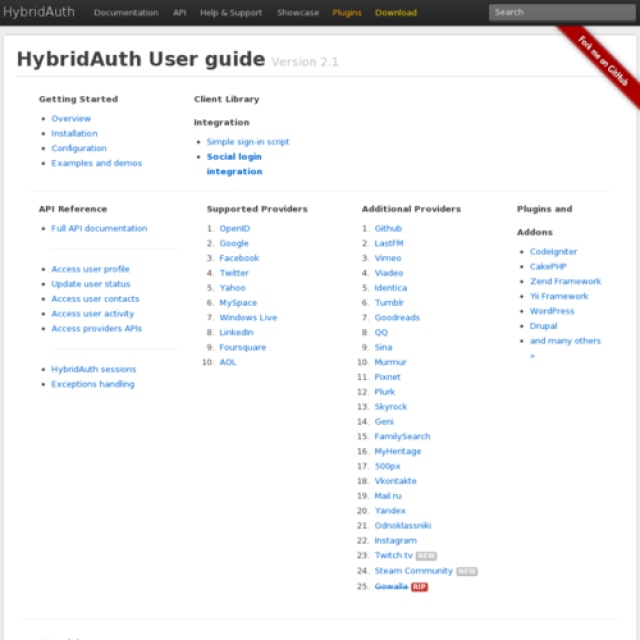 HybridAuth Documentation API Help & Support Showcase Plugins Download Search
Fork me on GitHub
HybridAuth User guide Version 2.1
Getting Started
Overview
Installation
Configuration
Examples and demos
Client Library
Integration
Simple sign-in script
Social login
integration
API Reference
Full API documentation
Access user profile
Update user status
Access user contacts
Access user activity
Access providers APIs
HybridAuth sessions
Exceptions handling
Supported Providers
1. OpenID
2. Google
3. Facebook
4. Twitter
5. Yahoo
6. MySpace
7. Windows Live
8. LinkedIn
9. Foursquare
10. AOL
Additional Providers
1. Github
2. LastFM
3. Vimeo
4. Viadeo
5. Identica
6. Tumblr
7. Goodreads
8. QQ
9. Sina
10. Murmur
11. Pixnet
12. Plurk
13. Skyrock
14. Geni
15. FamilySearch
16. MyHeritage
17. 500px
18. Vkontakte
19. Mail.ru
20. Yandex
21. Odnoklassniki
22. Instagram
23. Twitch.tv NEW
24. Steam Community NEW
25. Gowalla RIP
Plugins and
Addons
CodeIgniter
CakePHP
Zend Framework
Yii Framework
WordPress
Drupal
and many others
»